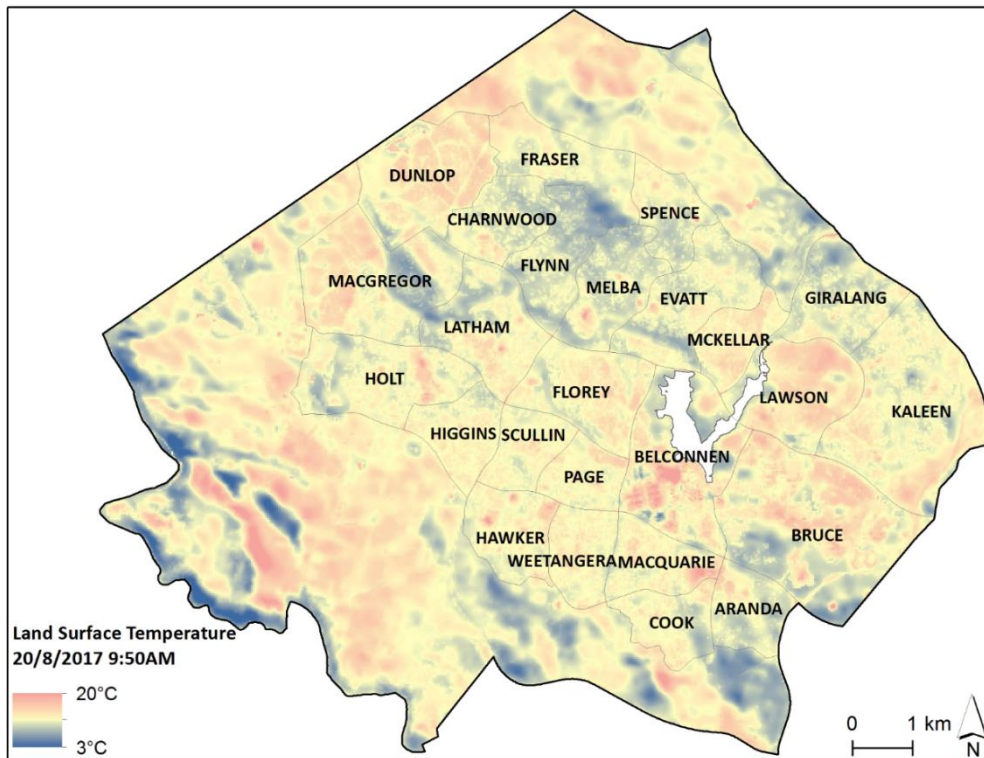 FRASER
DUNLOP
SPENCE
CHARNWOOD
FLYNN
MACGREGOR
MELBA
EVATT
GIRALANG
LATHAM
MCKELLAR
HOLT
FLOREY
LAWSON
KALEEN
HIGGINS
SCULLIN
BELCONNEN
PAGE
HAWKER
BRUCE
WEETANGERA
MACQUARIE
ARANDA
COOK
Land Surface Temperature
20/8/2017 9:50AM
20°C
3°C
0 1 km
N